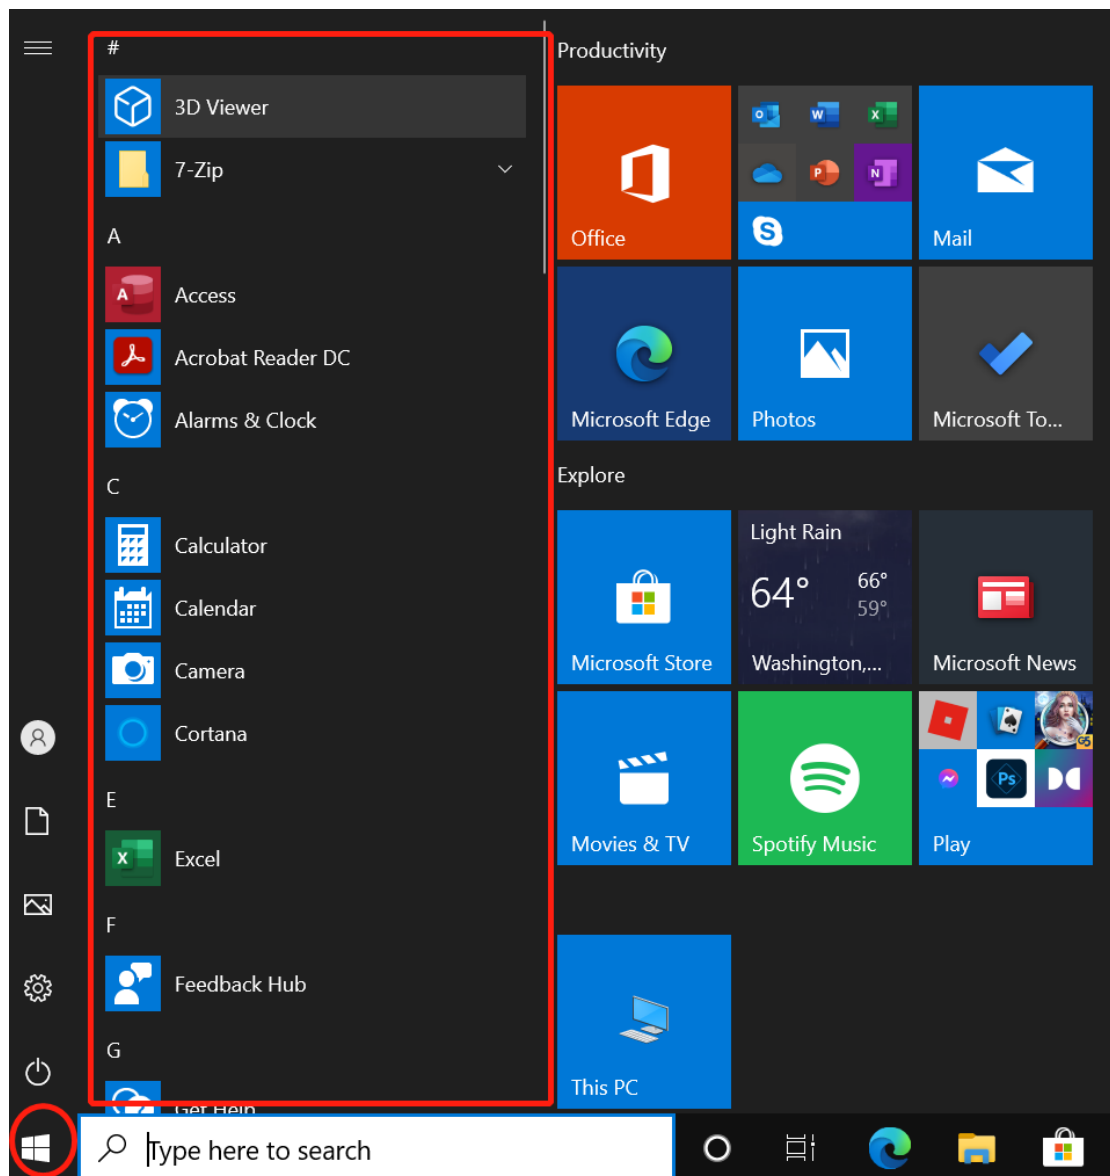 #
3D Viewer
7-Zip
A
Access
Acrobat Reader DC
Alarms & Clock
C
Calculator
Calendar
Camera
Cortana
E
Excel
F
Feedback Hub
G
Get Help
Productivity
Office
Mail
Microsoft Edge
Photos
Microsoft To...
Explore
Microsoft Store
Light Rain
64° 66°
59°
Washington,...
Microsoft News
Movies & TV
Spotify Music
Play
This PC
Type here to search